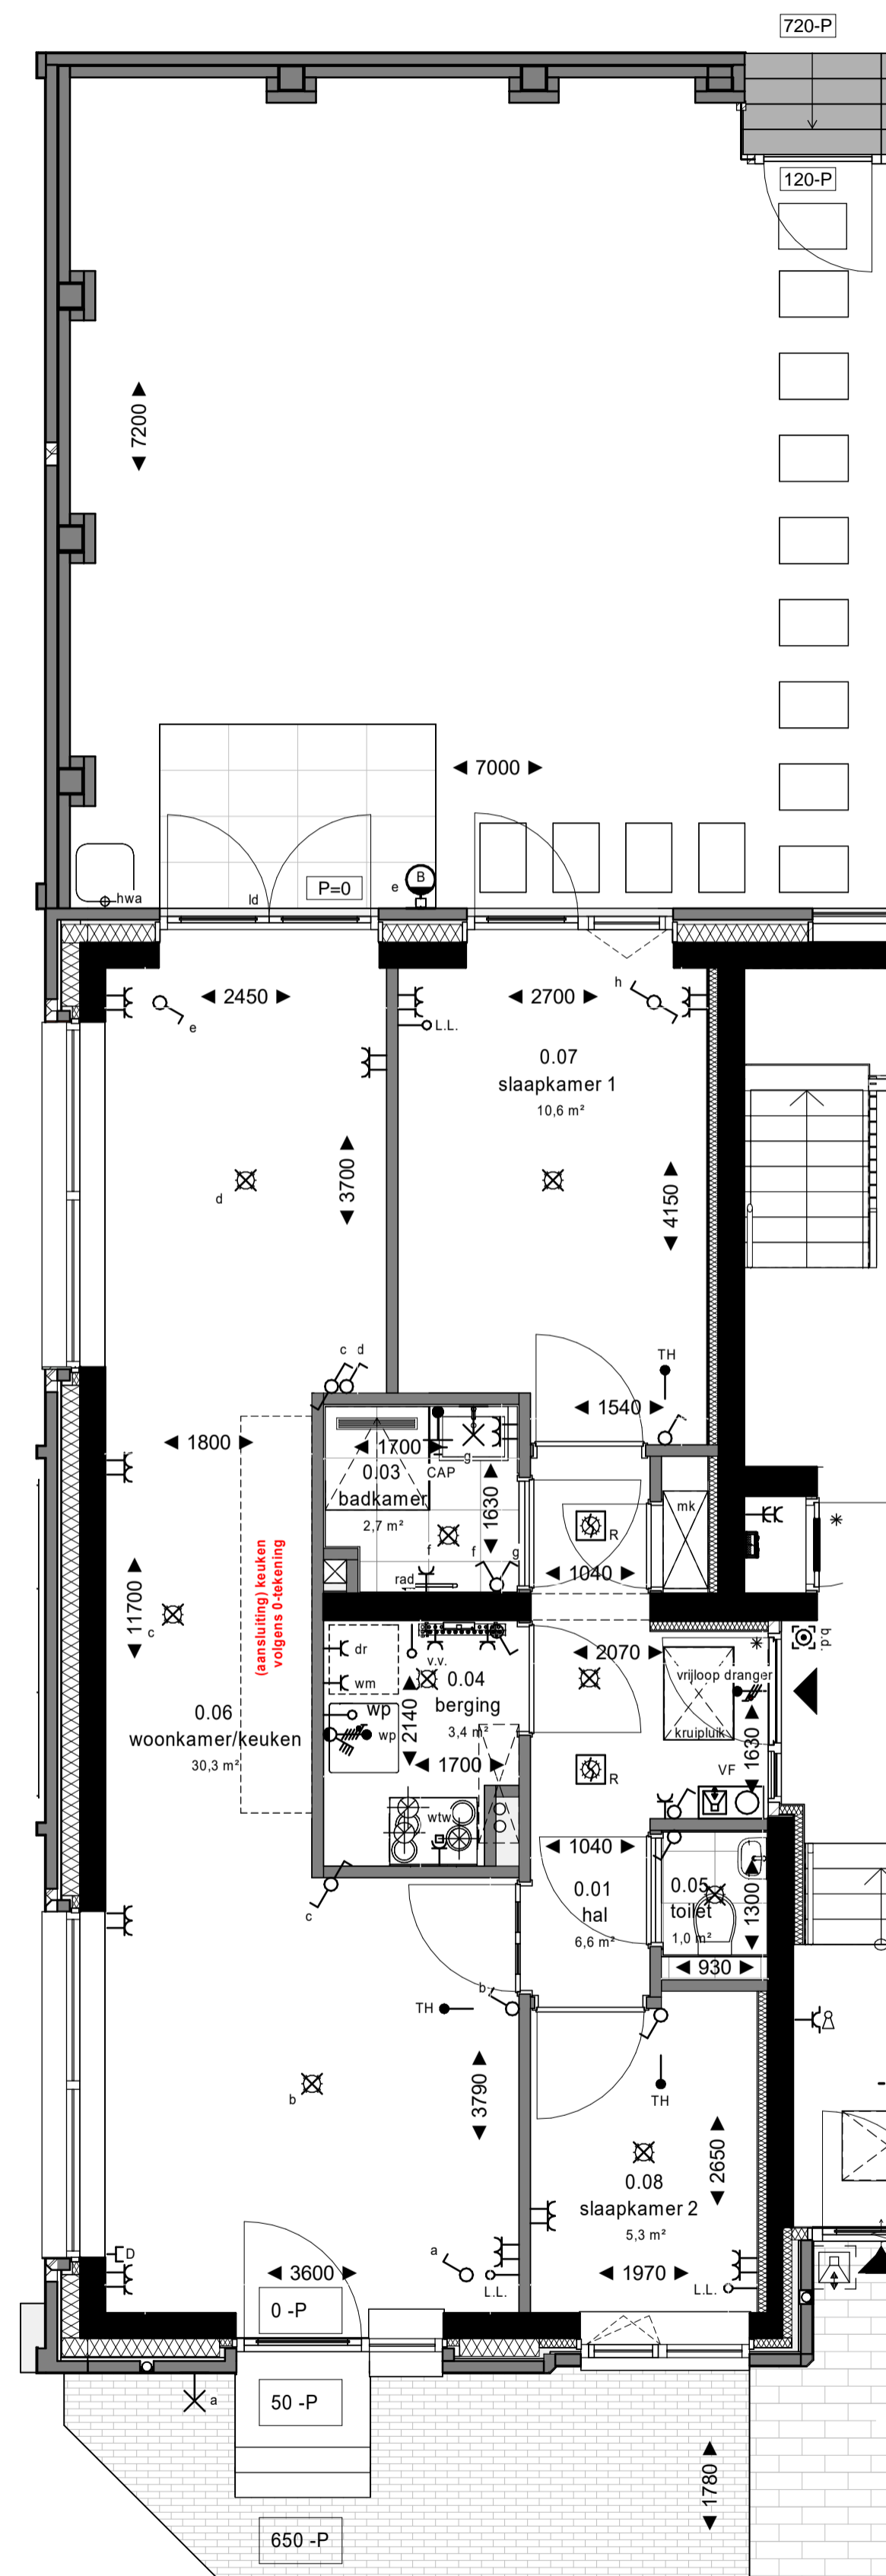 720-P
120-P
7200
7000
hwa
ld
P=0
e
B
2450
2700
h
e
L.L.
0.07
slaapkamer 1
10,6 m²
d
3700
4150
c d
TH
1540
1800
1700
g
CAP
0.03
badkamer
2,7 m²
1630
mk
R
f
f
g
rad
1040
(aansluiting) keuken
volgens 0-tekening
11700
c
dr
v.v.
wm
0.04
berging
3,4 m²
2070
vrijloop dranger
b.d.
wp
wp
2140
1700
kruipluik
1630
0.06
woonkamer/keuken
30,3 m²
R
VF
wtw
1040
0.01
hal
6,6 m²
0.05
toilet
1,0 m²
1300
c
930
b
TH
b
3790
TH
0.08
slaapkamer 2
5,3 m²
2650
D
a
3600
L.L.
1970
L.L.
0 -P
50 -P
a
1780
650 -P